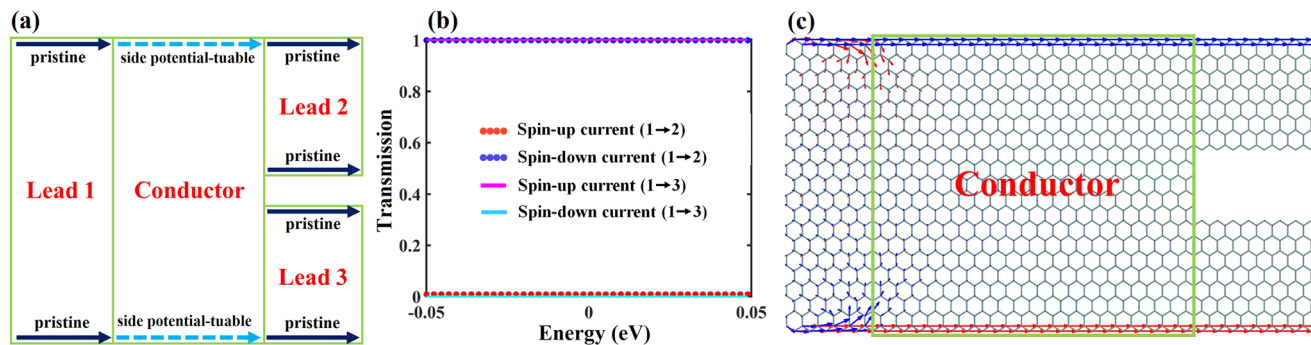 (a)
pristine
side potential-tuable
pristine
Lead 2
pristine
Lead 1
Conductor
pristine
Lead 3
pristine
side potential-tuable
pristine
(b)
Transmission
1
0.8
0.6
0.4
0.2
0
-0.05
0
0.05
Energy (eV)
Spin-up current (1→2)
Spin-down current (1→2)
Spin-up current (1→3)
Spin-down current (1→3)
(c)
Conductor